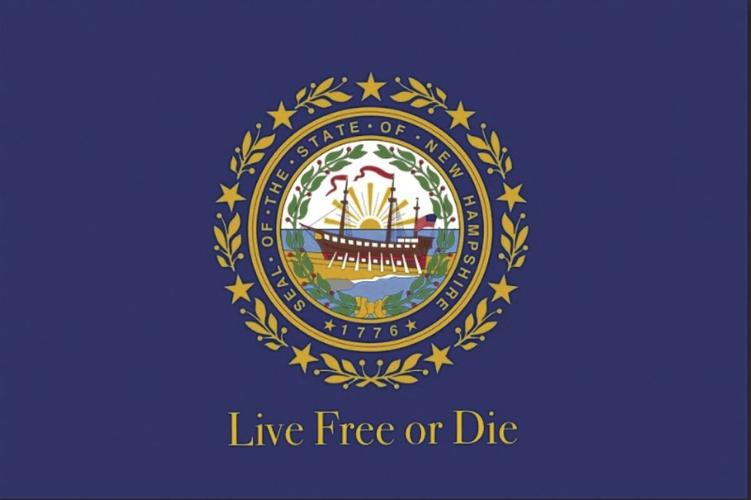 SEAL · OF · THE · STATE · OF · NEW HAMPSHIRE
1776
Live Free or Die